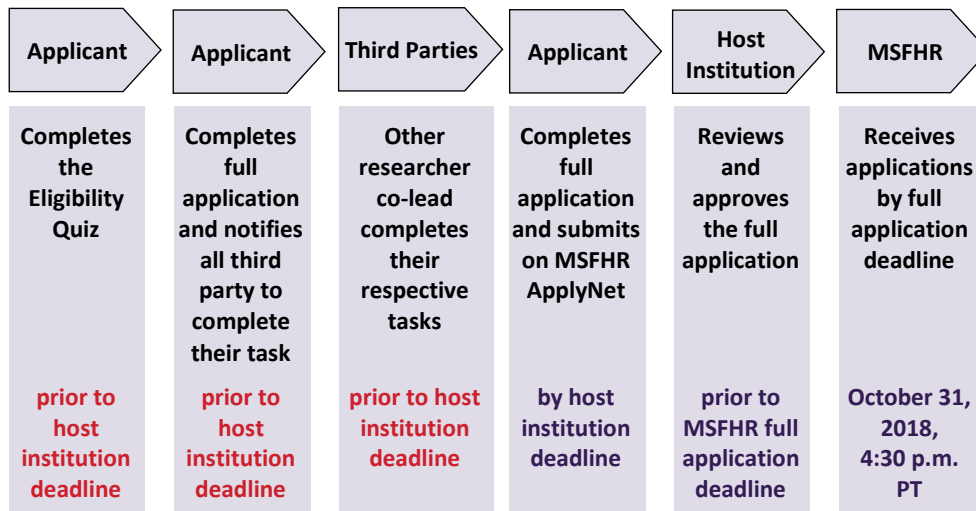 Applicant
Completes
the
Eligibility
Quiz
prior to
host
institution
deadline
Applicant
Completes
full
application
and notifies
all third
party to
complete
their task
prior to
host
institution
deadline
Third Parties
Other
researcher
co-lead
completes
their
respective
tasks
prior to host
institution
deadline
Applicant
Completes
full
application
and submits
on MSFHR
ApplyNet
by host
institution
deadline
Host
Institution
Reviews
and
approves
the full
application
prior to
MSFHR full
application
deadline
MSFHR
Receives
applications
by full
application
deadline
October 31,
2018,
4:30 p.m.
PT